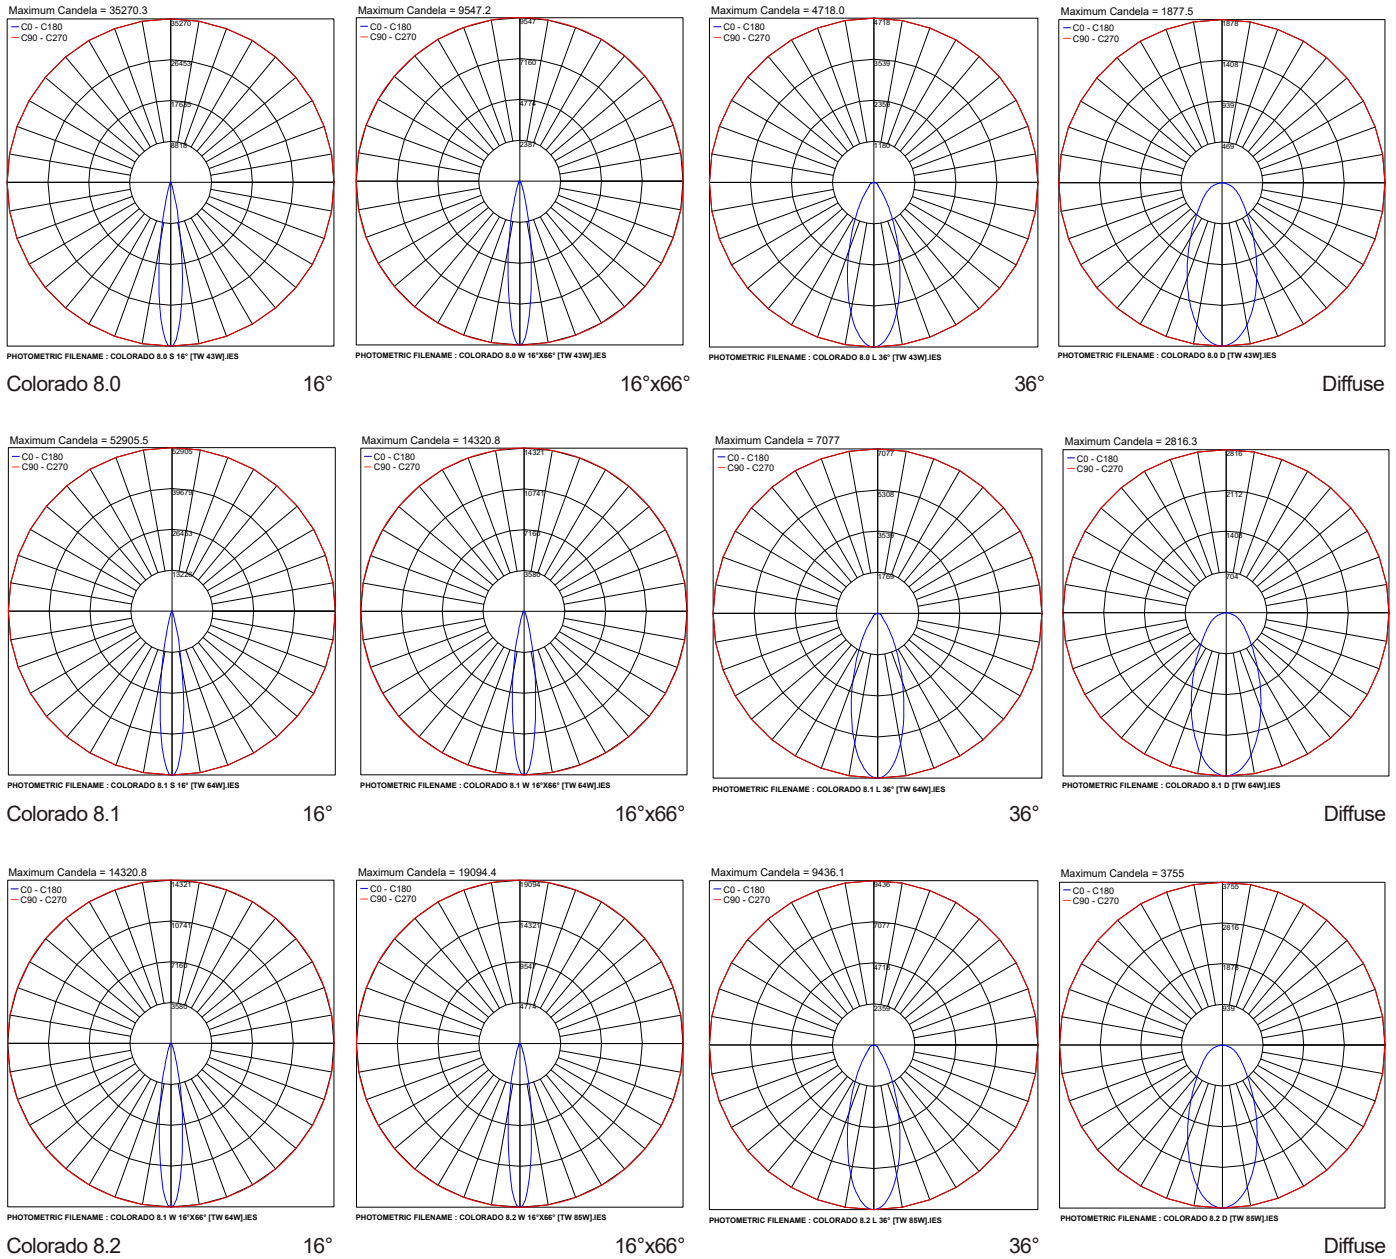 Maximum Candela = 35270.3
C0 - C180
C90 - C270
35270
26453
17635
8818
PHOTOMETRIC FILENAME : COLORADO 8.0 S 16° [TW 43W].IES
Maximum Candela = 9547.2
C0 - C180
C90 - C270
9547
7160
4774
2387
PHOTOMETRIC FILENAME : COLORADO 8.0 W 16°X66° [TW 43W].IES
Maximum Candela = 4718.0
C0 - C180
C90 - C270
4718
3539
2359
1180
PHOTOMETRIC FILENAME : COLORADO 8.0 L 36° [TW 43W].IES
Maximum Candela = 1877.5
C0 - C180
C90 - C270
1878
1408
939
469
PHOTOMETRIC FILENAME : COLORADO 8.0 D [TW 43W].IES
Colorado 8.0 16° 16°x66° 36° Diffuse
Maximum Candela = 52905.5
C0 - C180
C90 - C270
52905
39679
26453
13226
PHOTOMETRIC FILENAME : COLORADO 8.1 S 16° [TW 64W].IES
Maximum Candela = 14320.8
C0 - C180
C90 - C270
14321
10741
7160
3580
PHOTOMETRIC FILENAME : COLORADO 8.1 W 16°X66° [TW 64W].IES
Maximum Candela = 7077
C0 - C180
C90 - C270
7077
5308
3539
1769
PHOTOMETRIC FILENAME : COLORADO 8.1 L 36° [TW 64W].IES
Maximum Candela = 2816.3
C0 - C180
C90 - C270
2816
2112
1408
704
PHOTOMETRIC FILENAME : COLORADO 8.1 D [TW 64W].IES
Colorado 8.1 16° 16°x66° 36° Diffuse
Maximum Candela = 14320.8
C0 - C180
C90 - C270
14321
10741
7160
3580
PHOTOMETRIC FILENAME : COLORADO 8.1 W 16°X66° [TW 64W].IES
Maximum Candela = 19094.4
C0 - C180
C90 - C270
19094
14321
9547
4774
PHOTOMETRIC FILENAME : COLORADO 8.2 W 16°X66° [TW 85W].IES
Maximum Candela = 9436.1
C0 - C180
C90 - C270
9436
7077
4718
2359
PHOTOMETRIC FILENAME : COLORADO 8.2 L 36° [TW 85W].IES
Maximum Candela = 3755
C0 - C180
C90 - C270
3755
2816
1878
939
PHOTOMETRIC FILENAME : COLORADO 8.2 D [TW 85W].IES
Colorado 8.2 16° 16°x66° 36° Diffuse